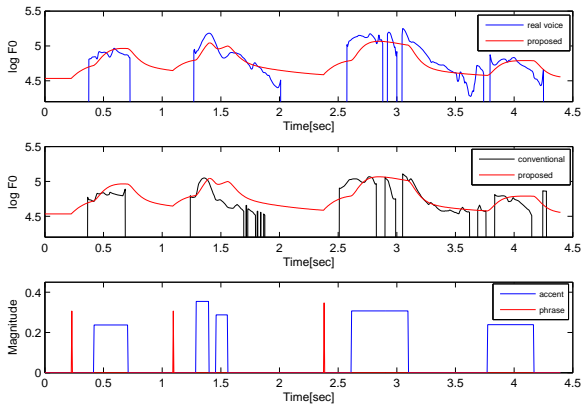 log F0
5.5
5
4.5
real voice
proposed
0 0.5 1 1.5 2 2.5 3 3.5 4 4.5
Time[sec]
log F0
5.5
5
4.5
conventional
proposed
0 0.5 1 1.5 2 2.5 3 3.5 4 4.5
Time[sec]
Magnitude
0.4
0.2
0
accent
phrase
0 0.5 1 1.5 2 2.5 3 3.5 4 4.5
Time[sec]